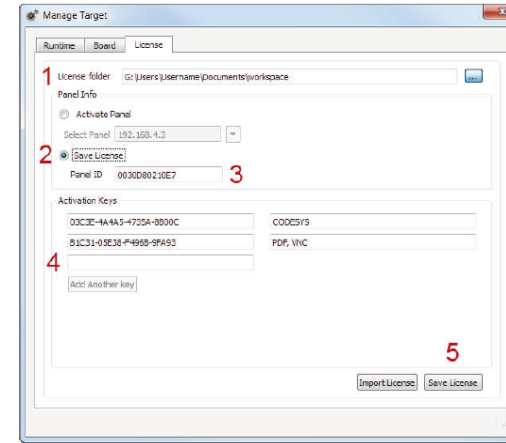 Manage Target
Runtime Board License
1 License folder G:\Users\Username\Documents\workspace ...
Panel Info
Activate Panel
Select Panel 192.168.4.3
2 Save License
Panel ID 0030D80210E7 3
Activation Keys
03C3E-4A4A5-4735A-8B00C CODESYS
B1C31-05E38-F496B-9FA93 PDF, VNC
4
Add Another key
5
Import License Save License